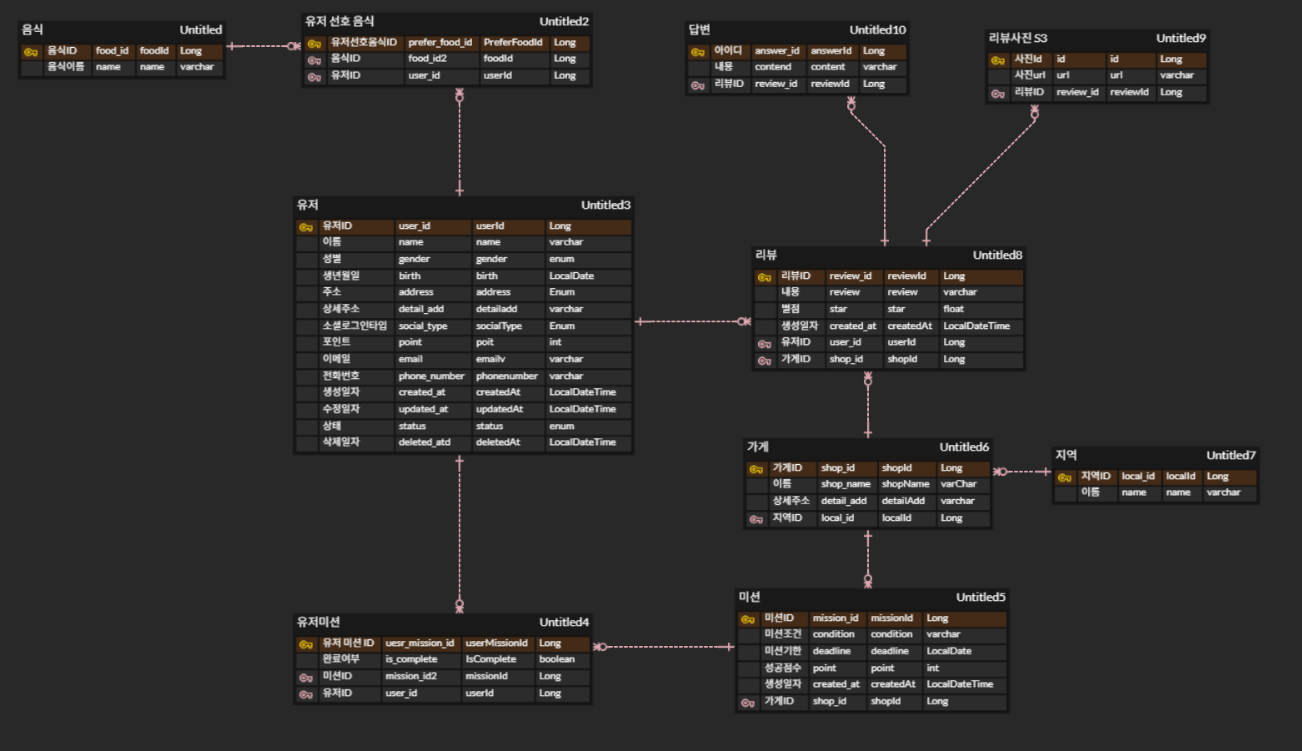 음식 Untitled
음식ID food_id foodId Long
음식이름 name name varchar
유저 선호 음식 Untitled2
유저선호음식ID prefer_food_id PreferFoodId Long
음식ID food_id2 foodId Long
유저ID user_id userId Long
답변 Untitled10
아이디 answer_id answerId Long
내용 contend content varchar
리뷰ID review_id reviewId Long
리뷰사진 S3 Untitled9
사진Id id id Long
사진url url url varchar
리뷰ID review_id reviewId Long
유저 Untitled3
유저ID user_id userId Long
이름 name name varchar
성별 gender gender enum
생년월일 birth birth LocalDate
주소 address address Enum
상세주소 detail_add detailadd varchar
소셜로그인타입 social_type socialType Enum
포인트 point poit int
이메일 email emailv varchar
전화번호 phone_number phonenumber varchar
생성일자 created_at createdAt LocalDateTime
수정일자 updated_at updatedAt LocalDateTime
상태 status status enum
삭제일자 deleted_atd deletedAt LocalDateTime
리뷰 Untitled8
리뷰ID review_id reviewId Long
내용 review review varchar
별점 star star float
생성일자 created_at createdAt LocalDateTime
유저ID user_id userId Long
가게ID shop_id shopId Long
가게 Untitled6
가게ID shop_id shopId Long
이름 shop_name shopName varChar
상세주소 detail_add detailAdd varchar
지역ID local_id localId Long
지역 Untitled7
지역ID local_id localId Long
이름 name name varchar
유저미션 Untitled4
유저 미션 ID uesr_mission_id userMissionId Long
완료여부 is_complete IsComplete boolean
미션ID mission_id2 missionId Long
유저ID user_id userId Long
미션 Untitled5
미션ID mission_id missionId Long
미션조건 condition condition varchar
미션기한 deadline deadline LocalDate
성공점수 point point int
생성일자 created_at createdAt LocalDateTime
가게ID shop_id shopId Long